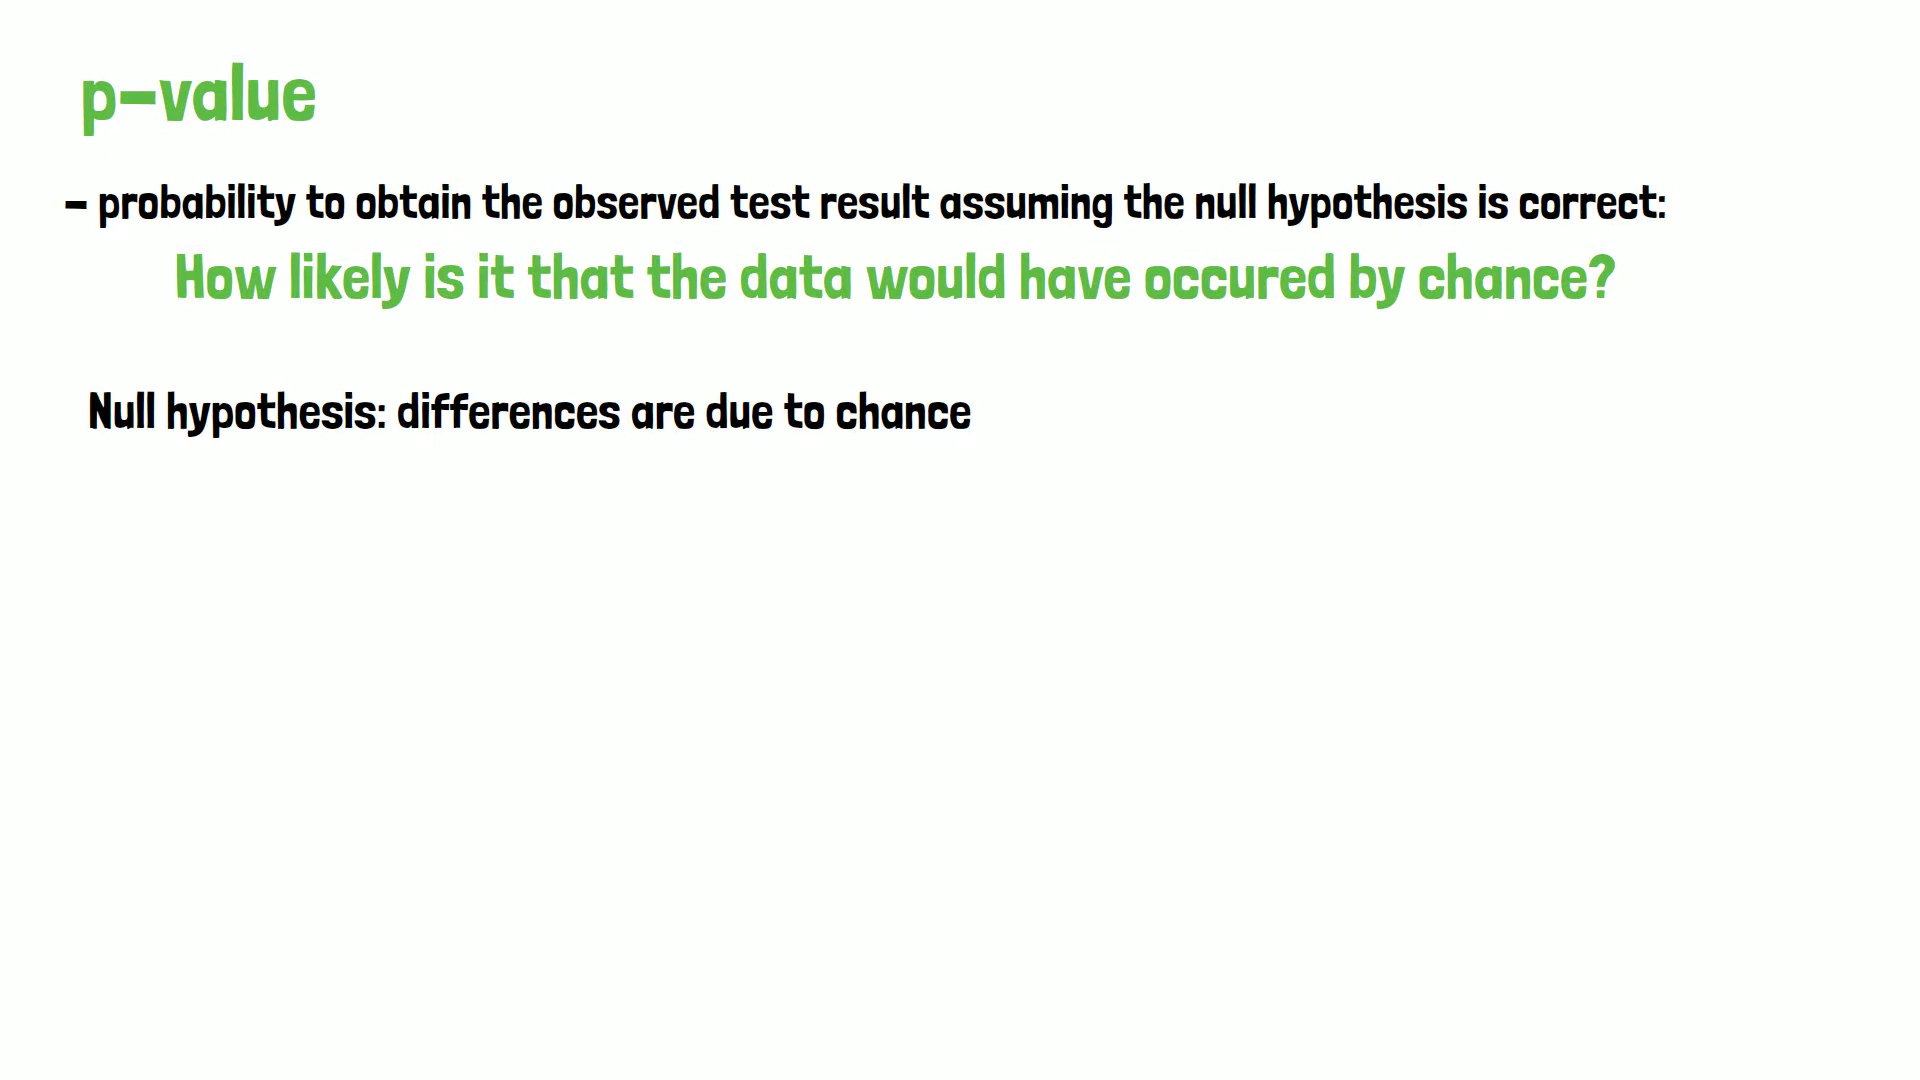 p-value
- probability to obtain the observed test result assuming the null hypothesis is correct:
How likely is it that the data would have occured by chance?
Null hypothesis: differences are due to chance